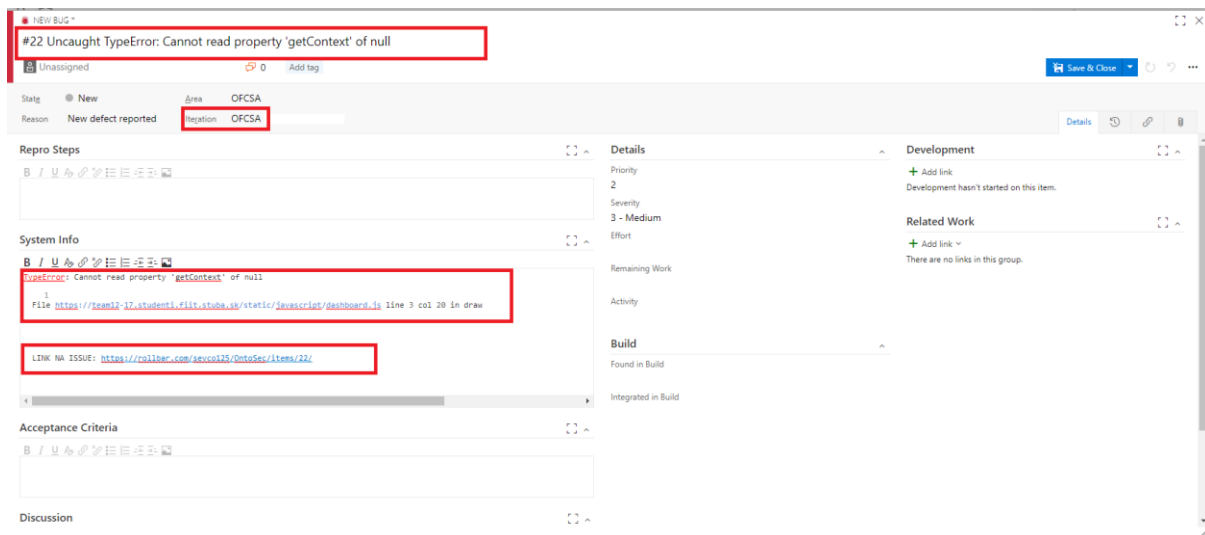 NEW BUG *
#22 Uncaught TypeError: Cannot read property 'getContext' of null
Unassigned 0 Add tag Save & Close
State New Area OFCSA
Reason New defect reported Iteration OFCSA Details
Repro Steps
B I U
System Info
B I U
TypeError: Cannot read property 'getContext' of null
1
File https://team12-17.studenti.fiit.stuba.sk/static/javascript/dashboard.js line 3 col 20 in draw
LINK NA ISSUE: https://rollbar.com/sevco125/OntoSec/items/22/
Acceptance Criteria
B I U
Discussion
Details
Priority
2
Severity
3 - Medium
Effort
Remaining Work
Activity
Build
Found in Build
Integrated in Build
Development
+ Add link
Development hasn't started on this item.
Related Work
+ Add link
There are no links in this group.